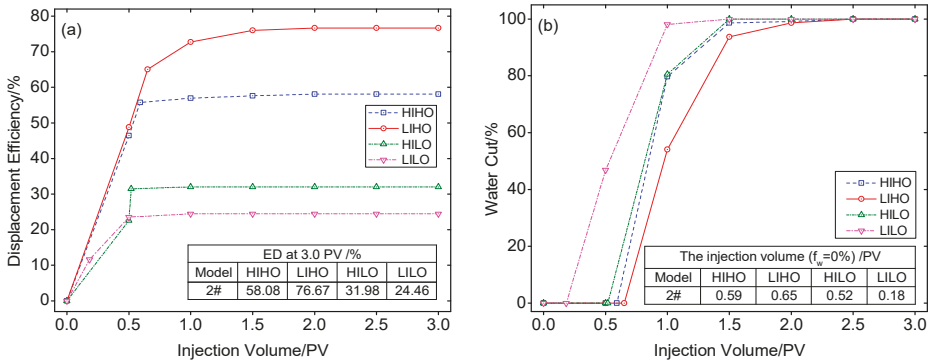 (a)
Displacement Efficiency/%
80
70
60
50
40
30
20
10
0
HIHO
LIHO
HILO
LILO
ED at 3.0 PV /%
Model HIHO LIHO HILO LILO
2# 58.08 76.67 31.98 24.46
0.0 0.5 1.0 1.5 2.0 2.5 3.0
Injection Volume/PV
(b)
Water Cut/%
100
80
60
40
20
0
HIHO
LIHO
HILO
LILO
The injection volume (f_w=0%) /PV
Model HIHO LIHO HILO LILO
2# 0.59 0.65 0.52 0.18
0.0 0.5 1.0 1.5 2.0 2.5 3.0
Injection Volume/PV